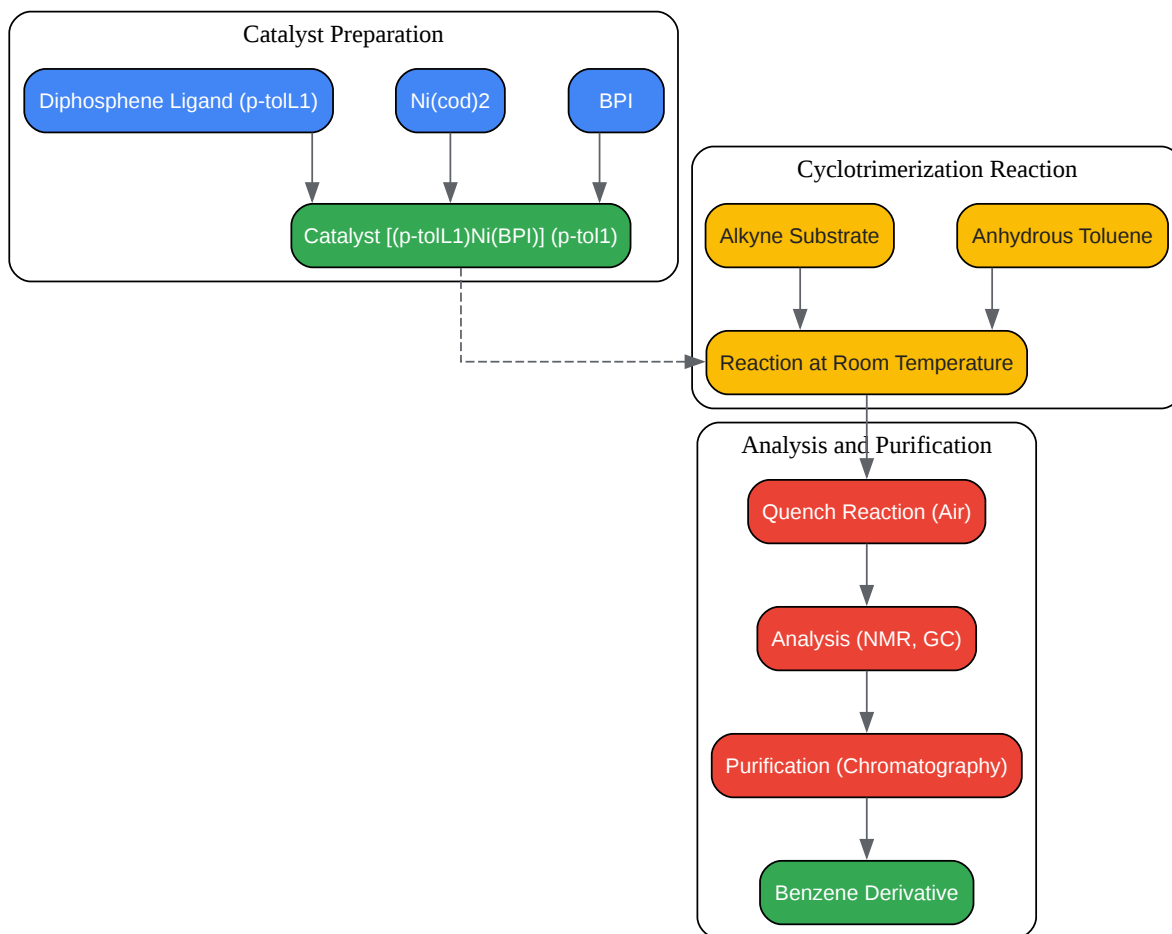 Catalyst Preparation
Diphosphene Ligand (p-tolL1)
Ni(cod)2
BPI
Catalyst [(p-tolL1)Ni(BPI)] (p-tol1)
Cyclotrimerization Reaction
Alkyne Substrate
Anhydrous Toluene
Reaction at Room Temperature
Analysis and Purification
Quench Reaction (Air)
Analysis (NMR, GC)
Purification (Chromatography)
Benzene Derivative